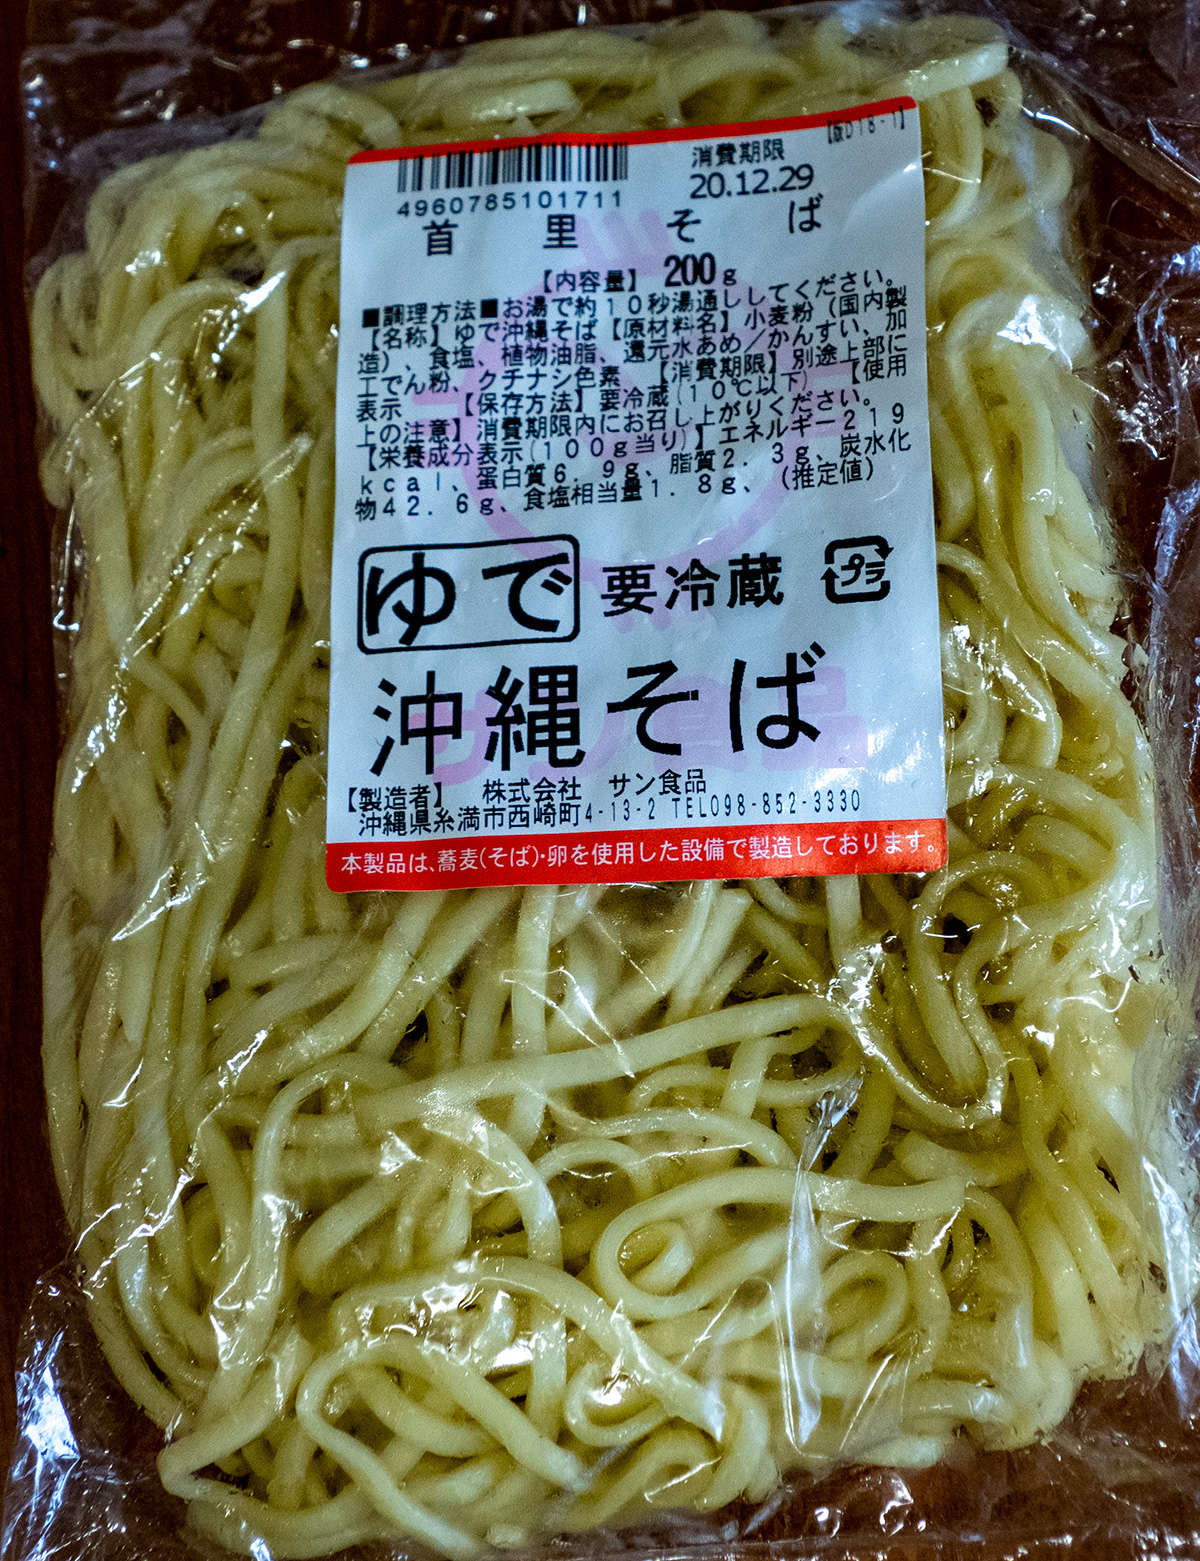 【版D18-1】
消費期限
20.12.29
4960785101711
首里そば
【内容量】 200g
■調理方法■お湯で約10秒湯通ししてください。
【名称】ゆで沖縄そば【原材料名】小麦粉(国内製
造)、食塩、植物油脂、還元水あめ/かんすい、加
工でん粉、クチナシ色素 【消費期限】別途上部に
表示 【保存方法】要冷蔵(10℃以下) 【使用
上の注意】消費期限内にお召し上がりください。
【栄養成分表示(100g当り)】エネルギー219
kcal、蛋白質6.9g、脂質2.3g、炭水化
物42.6g、食塩相当量1.8g、(推定値)
ゆで 要冷蔵 プラ
沖縄そば
サン食品
【製造者】 株式会社 サン食品
沖縄県糸満市西崎町4-13-2 TEL098-852-3330
本製品は、蕎麦(そば)・卵を使用した設備で製造しております。